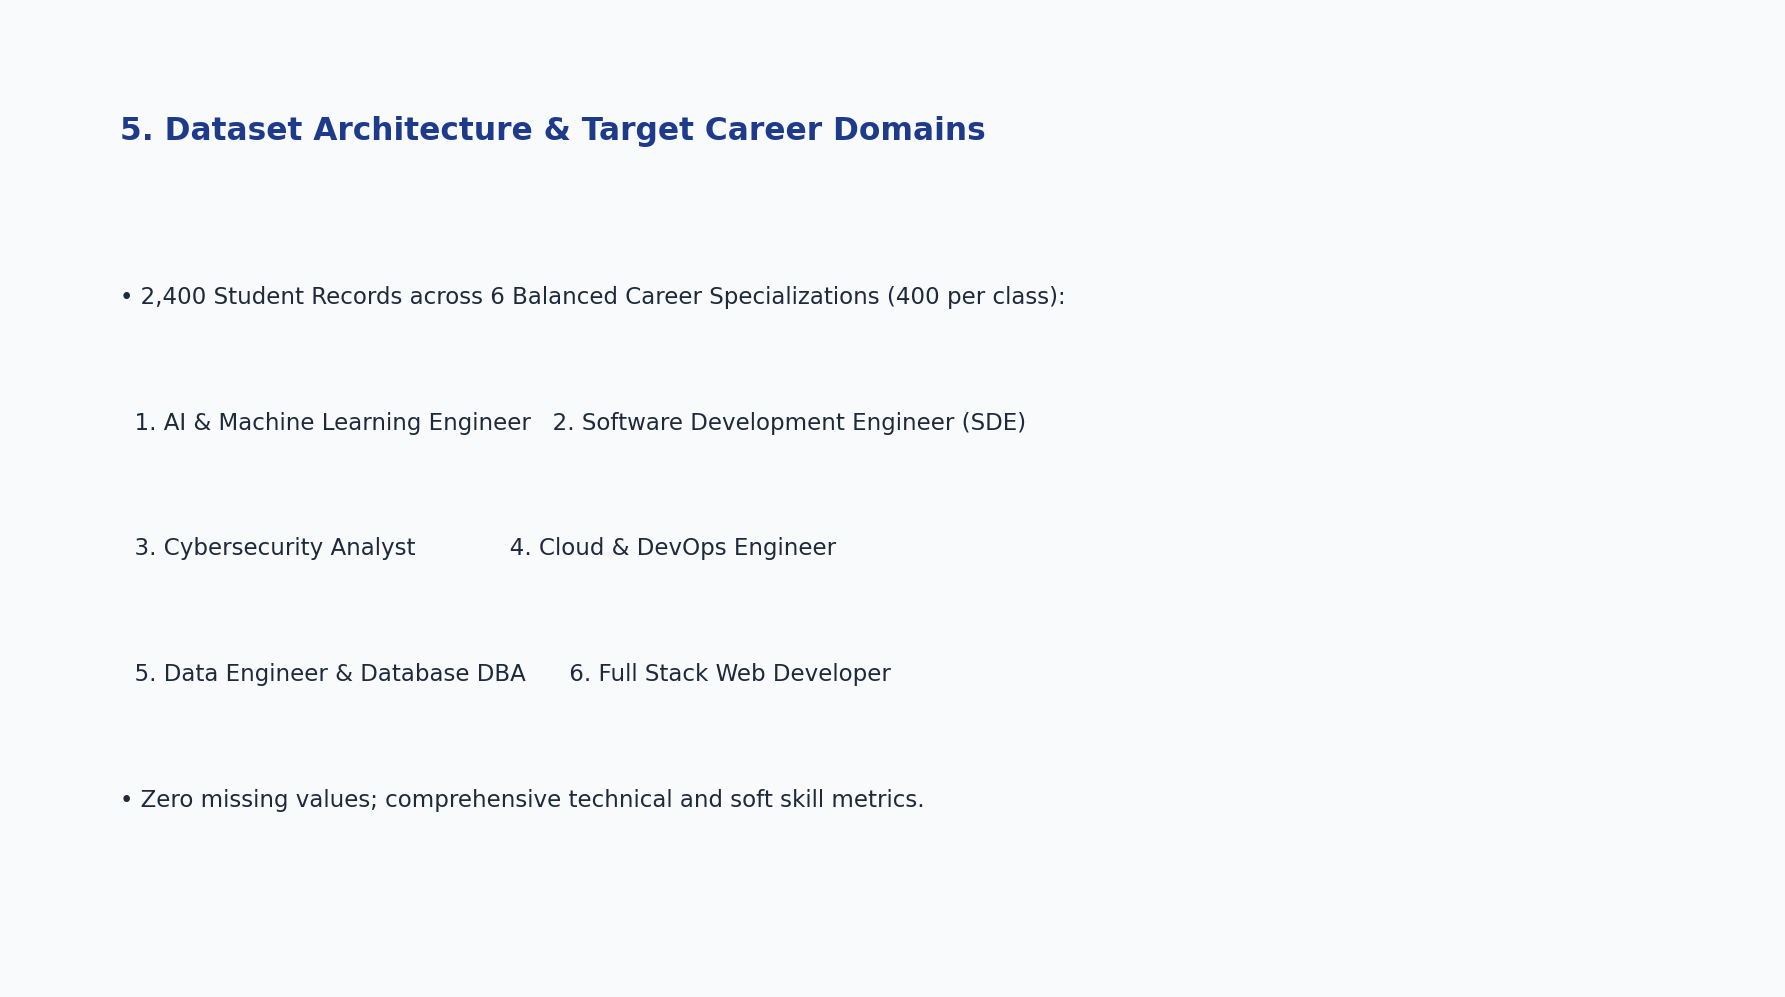 5. Dataset Architecture & Target Career Domains
• 2,400 Student Records across 6 Balanced Career Specializations (400 per class):
1. AI & Machine Learning Engineer   2. Software Development Engineer (SDE)
3. Cybersecurity Analyst   4. Cloud & DevOps Engineer
5. Data Engineer & Database DBA   6. Full Stack Web Developer
• Zero missing values; comprehensive technical and soft skill metrics.